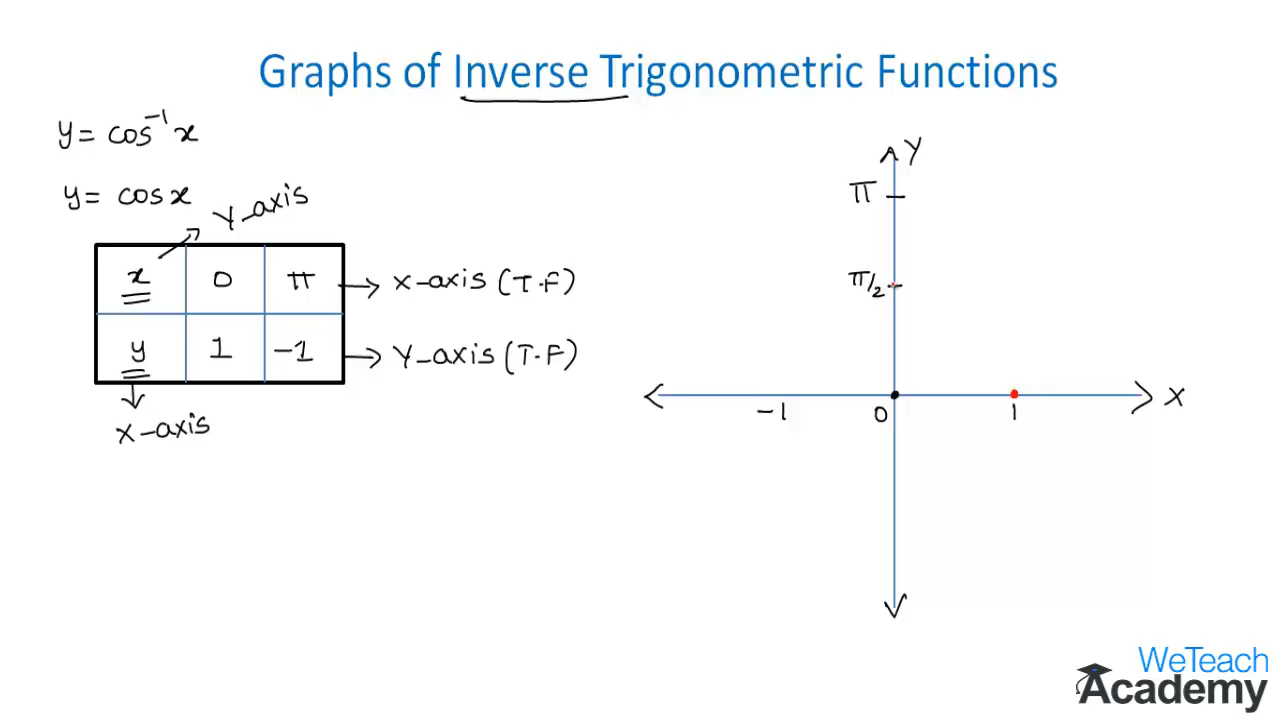 Graphs of Inverse Trigonometric Functions
y = cos⁻¹ x
y = cos x
Y-axis
x 0 π → X-axis (T.F)
y 1 -1 → Y-axis (T.F)
X-axis
Y
π
π/2
-1 0 1 X
WeTeach
Academy